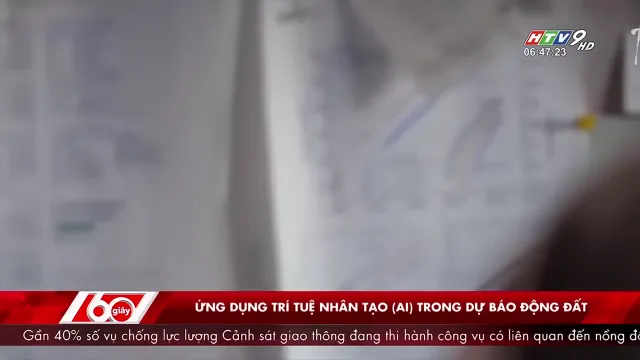 HTV9 HD
06:47:23
60 giây
ỨNG DỤNG TRÍ TUỆ NHÂN TẠO (AI) TRONG DỰ BÁO ĐỘNG ĐẤT
Gần 40% số vụ chống lực lượng Cảnh sát giao thông đang thi hành công vụ có liên quan đến nồng